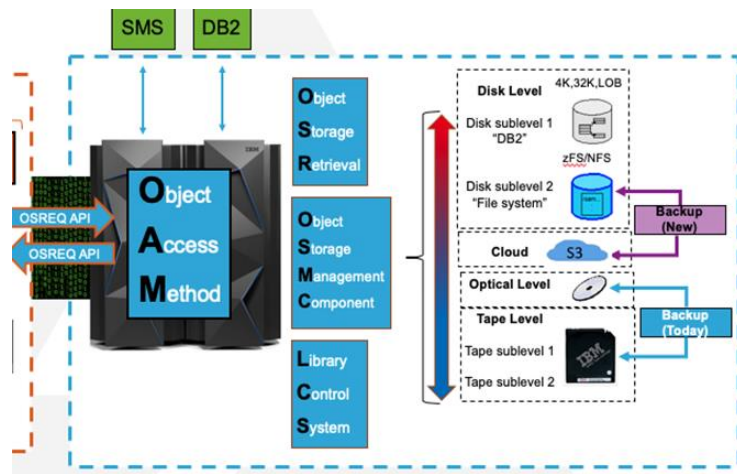 SMS
DB2
IBM
OSREQ API
OSREQ API
Object
Access
Method
Object
Storage
Retrieval
Object
Storage
Management
Component
Library
Control
System
Disk Level
4K,32K,LOB
Disk sublevel 1
"DB2"
zFS/NFS
Disk sublevel 2
"File system"
Backup
(New)
Cloud
S3
Optical Level
Tape Level
Backup
(Today)
Tape sublevel 1
IBM
Tape sublevel 2